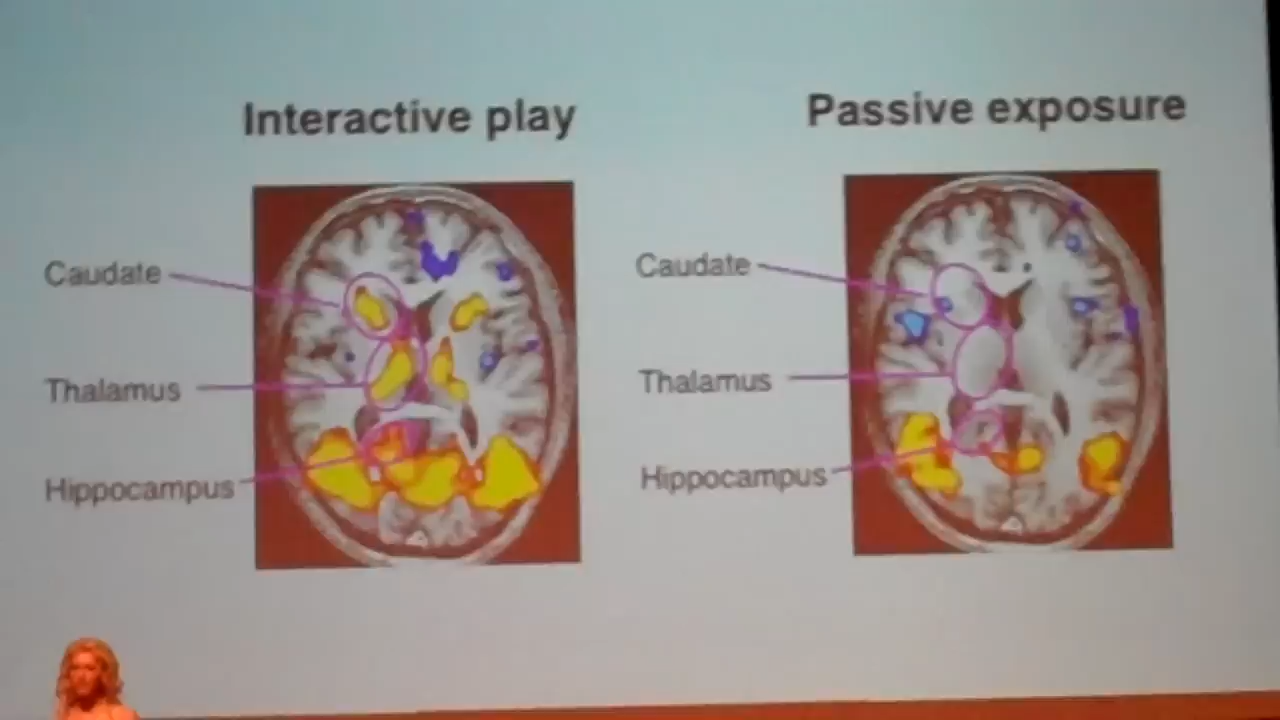 Interactive play
Caudate
Thalamus
Hippocampus
Passive exposure
Caudate
Thalamus
Hippocampus